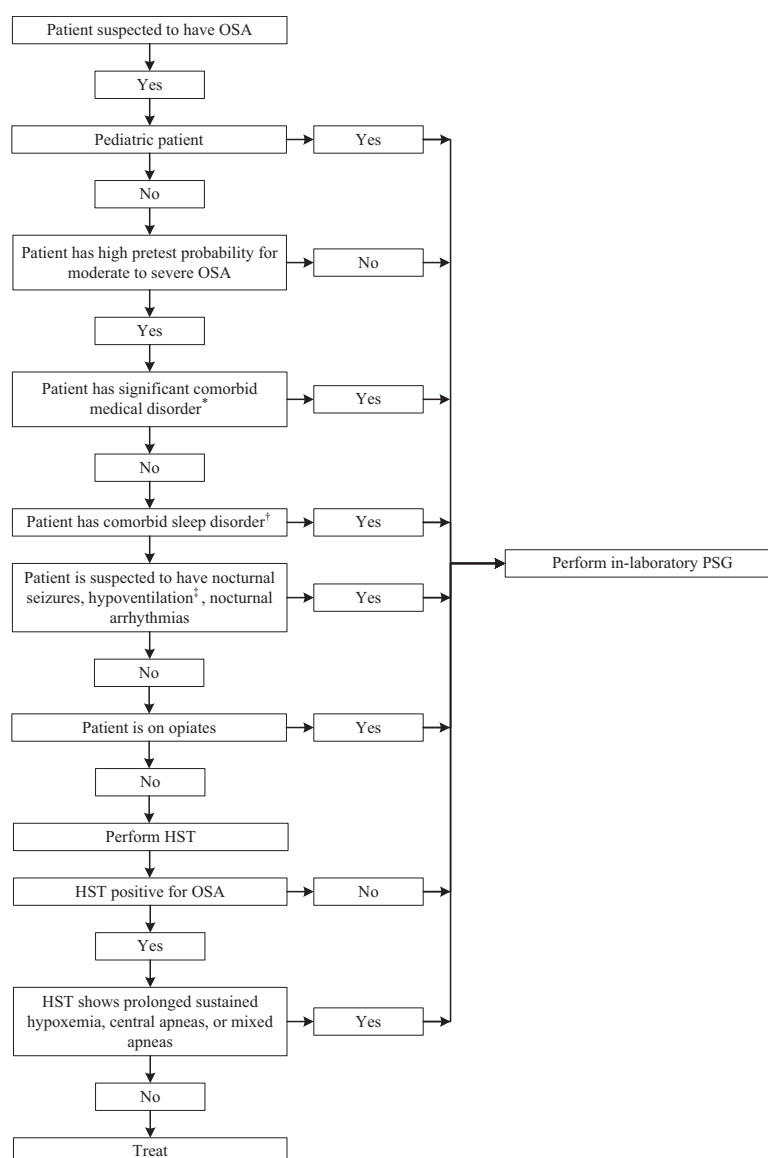 Patient suspected to have OSA
Yes
Pediatric patient
Yes
No
Patient has high pretest probability for
moderate to severe OSA
No
Yes
Patient has significant comorbid
medical disorder*
Yes
No
Patient has comorbid sleep disorder†
Yes
Patient is suspected to have nocturnal
seizures, hypoventilation‡, nocturnal
arrhythmias
Yes
Perform in-laboratory PSG
No
Patient is on opiates
Yes
No
Perform HST
HST positive for OSA
No
Yes
HST shows prolonged sustained
hypoxemia, central apneas, or mixed
apneas
Yes
No
Treat